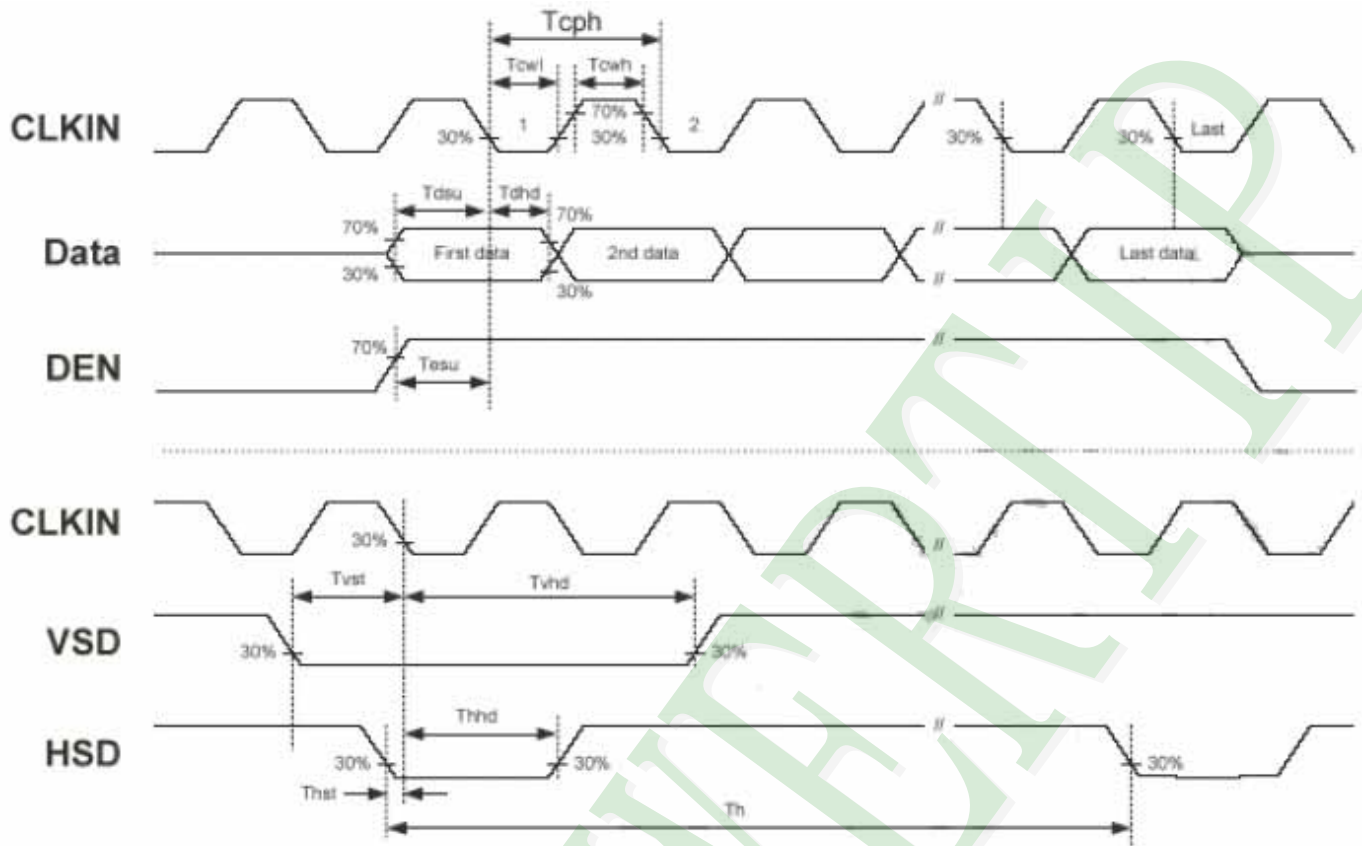 Tcph
Tcwl Tcwh
CLKIN 30% 1 70% 30% 2 30% 30% Last
Tdsu Tdhd
70% 70%
Data First data 2nd data Last data
30% 30%
DEN 70% Tesu
CLKIN 30%
Tvst Tvhd
VSD 30% 30%
Thhd
HSD 30% 30% 30%
Thst
Th
VERTIP